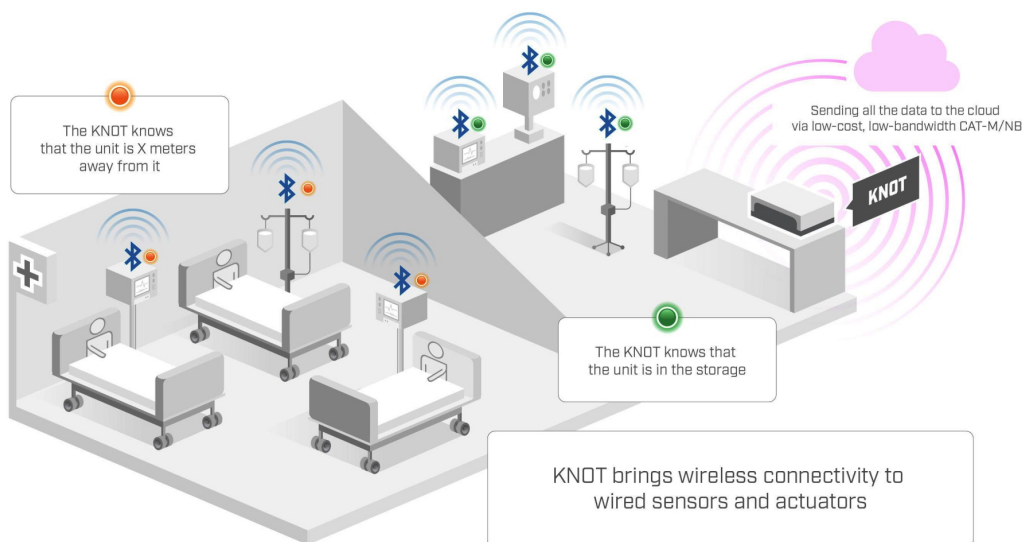 The KNOT knows
that the unit is X meters
away from it
Sending all the data to the cloud
via low-cost, low-bandwidth CAT-M/NB
KNOT
The KNOT knows that
the unit is in the storage
KNOT brings wireless connectivity to
wired sensors and actuators